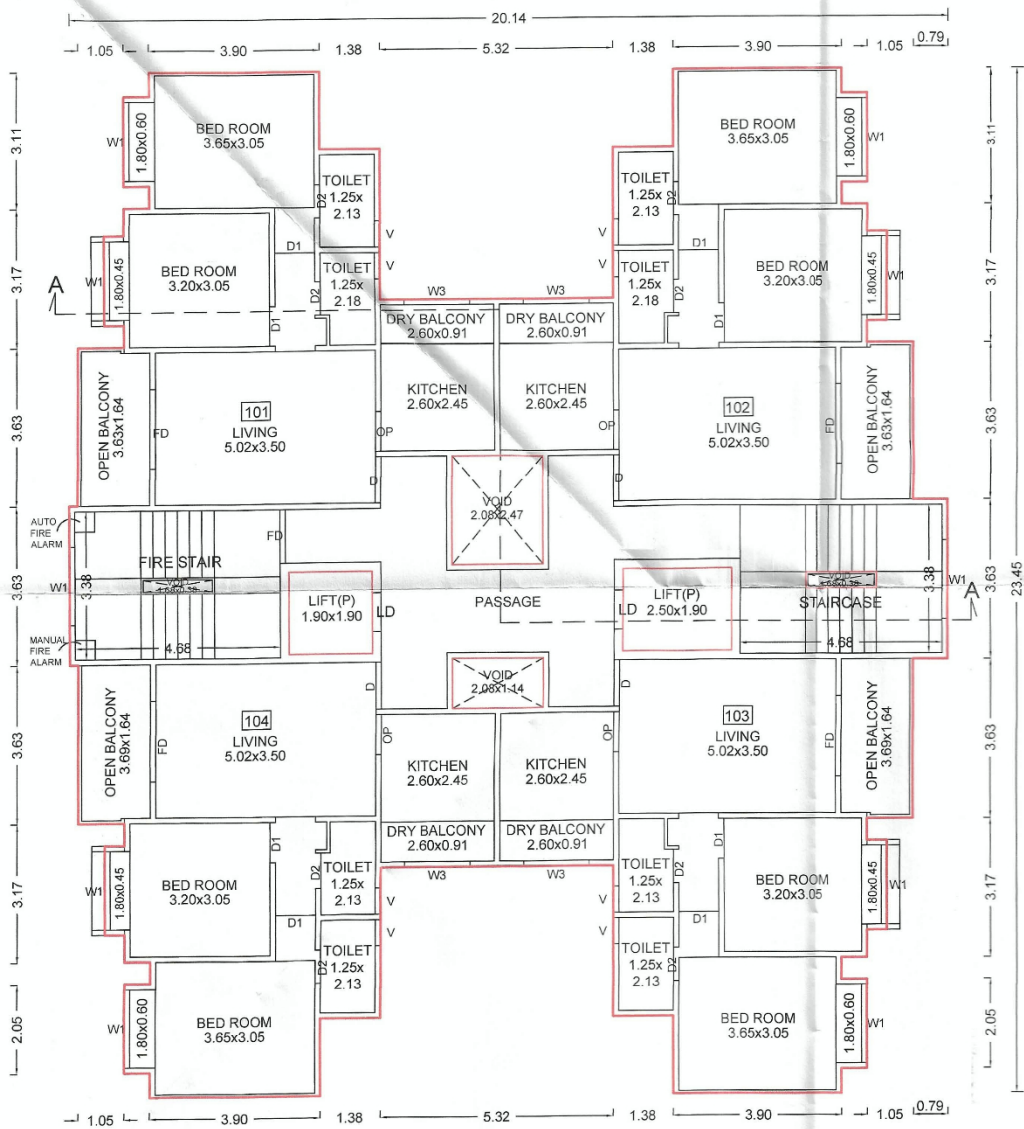 20.14
1.05
3.90
1.38
5.32
1.38
3.90
1.05
0.79
3.11
W1
1.80x0.60
BED ROOM
3.65x3.05
TOILET
1.25x
2.13
D2
V
TOILET
1.25x
2.13
D2
V
BED ROOM
3.65x3.05
1.80x0.60
W1
3.11
3.17
A
W1
1.80x0.45
BED ROOM
3.20x3.05
D1
D1
TOILET
1.25x
2.18
D2
V
W3
W3
DRY BALCONY
2.60x0.91
DRY BALCONY
2.60x0.91
V
TOILET
1.25x
2.18
D2
D1
D1
BED ROOM
3.20x3.05
1.80x0.45
W1
3.17
3.63
OPEN BALCONY
3.63x1.64
FD
101
LIVING
5.02x3.50
OP
D
KITCHEN
2.60x2.45
KITCHEN
2.60x2.45
OP
D
102
LIVING
5.02x3.50
FD
OPEN BALCONY
3.63x1.64
3.63
VOID
2.08x2.47
3.63
AUTO
FIRE
ALARM
W1
3.38
FIRE STAIR
VOID
4.68
MANUAL
FIRE
ALARM
FD
LIFT(P)
1.90x1.90
LD
PASSAGE
LD
LIFT(P)
2.50x1.90
VOID
STAIRCASE
4.68
3.38
W1
A
3.63
23.45
VOID
2.08x1.14
3.63
OPEN BALCONY
3.69x1.64
FD
104
LIVING
5.02x3.50
D
OP
KITCHEN
2.60x2.45
KITCHEN
2.60x2.45
OP
D
103
LIVING
5.02x3.50
FD
OPEN BALCONY
3.69x1.64
3.63
3.17
W1
1.80x0.45
BED ROOM
3.20x3.05
D1
D1
D2
TOILET
1.25x
2.13
V
DRY BALCONY
2.60x0.91
DRY BALCONY
2.60x0.91
W3
W3
V
TOILET
1.25x
2.13
D2
D1
D1
BED ROOM
3.20x3.05
1.80x0.45
W1
3.17
2.05
W1
1.80x0.60
BED ROOM
3.65x3.05
D2
TOILET
1.25x
2.13
V
V
TOILET
1.25x
2.13
D2
BED ROOM
3.65x3.05
1.80x0.60
W1
2.05
1.05
3.90
1.38
5.32
1.38
3.90
1.05
0.79